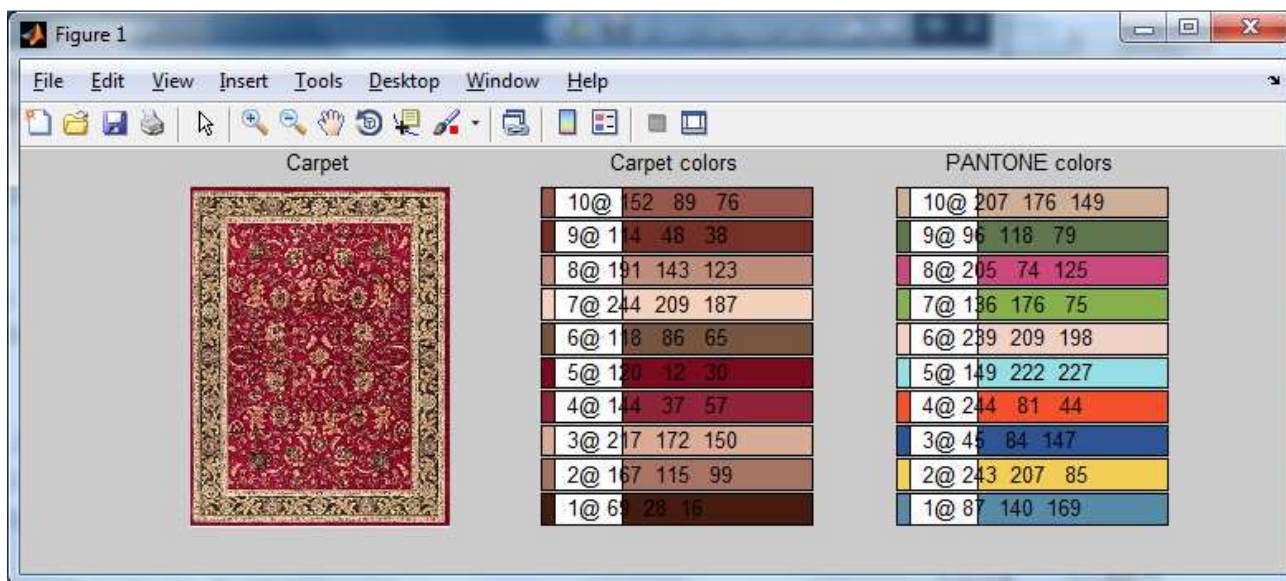 Figure 1
File Edit View Insert Tools Desktop Window Help
Carpet
Carpet colors
10@ 152 89 76
9@ 114 48 38
8@ 191 143 123
7@ 244 209 187
6@ 118 86 65
5@ 120 12 30
4@ 144 37 57
3@ 217 172 150
2@ 167 115 99
1@ 69 28 16
PANTONE colors
10@ 207 176 149
9@ 96 118 79
8@ 205 74 125
7@ 136 176 75
6@ 239 209 198
5@ 149 222 227
4@ 244 81 44
3@ 45 84 147
2@ 243 207 85
1@ 87 140 169